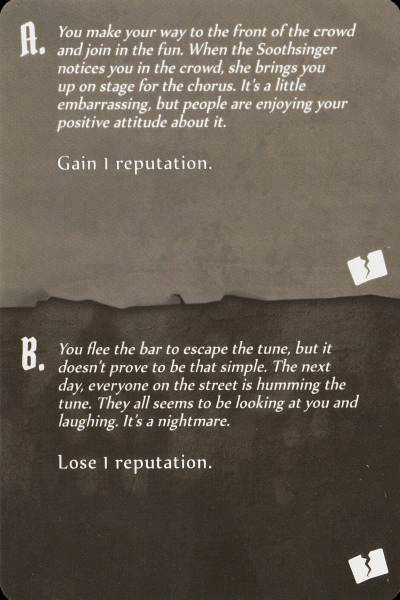 A.
You make your way to the front of the crowd
and join in the fun. When the Soothsinger
notices you in the crowd, she brings you
up on stage for the chorus. It's a little
embarrassing, but people are enjoying your
positive attitude about it.
Gain 1 reputation.
B.
You flee the bar to escape the tune, but it
doesn't prove to be that simple. The next
day, everyone on the street is humming the
tune. They all seems to be looking at you and
laughing. It's a nightmare.
Lose 1 reputation.